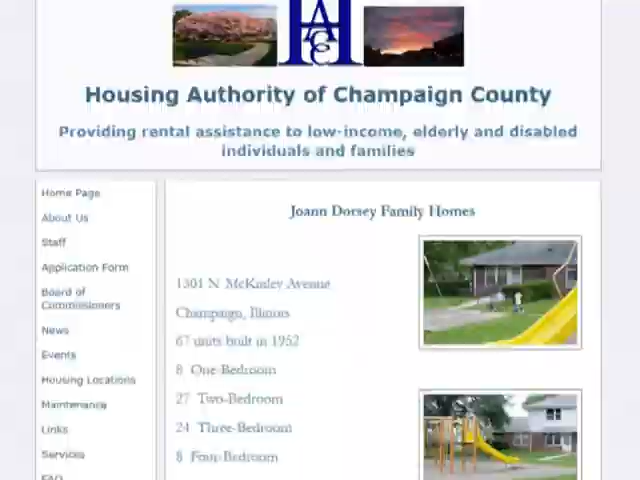 HACC
Housing Authority of Champaign County
Providing rental assistance to low-income, elderly and disabled
individuals and families
Home Page
About Us
Staff
Application Form
Board of
Commissioners
News
Events
Housing Locations
Maintenance
Links
Services
FAQ
Joann Dorsey Family Homes
1301 N. McKinley Avenue
Champaign, Illinois
67 units built in 1952
8 One-Bedroom
27 Two-Bedroom
24 Three-Bedroom
8 Four-Bedroom